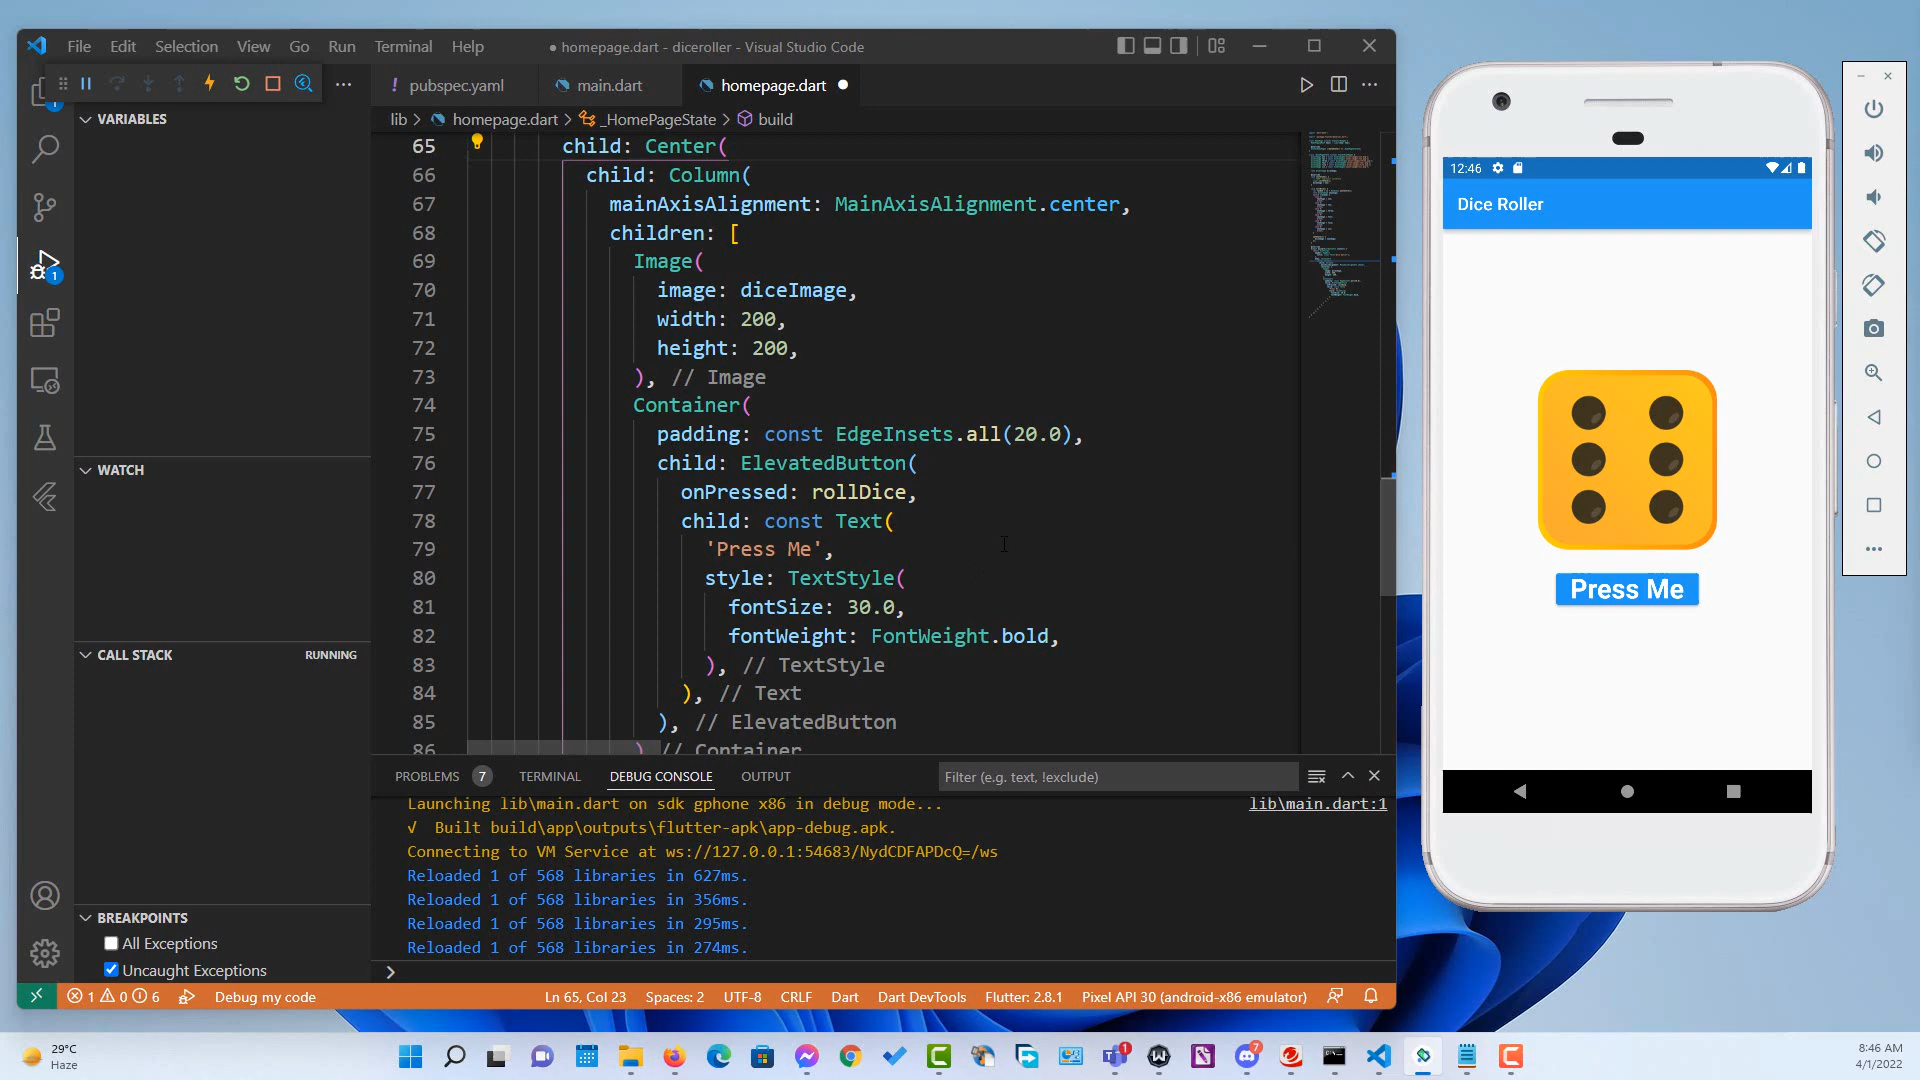 File Edit Selection View Go Run Terminal Help
● homepage.dart - diceroller - Visual Studio Code
! pubspec.yaml
main.dart
homepage.dart ●
lib > homepage.dart > _HomePageState > build
VARIABLES
WATCH
CALL STACK RUNNING
BREAKPOINTS
All Exceptions
Uncaught Exceptions
65 child: Center(
66 child: Column(
67 mainAxisAlignment: MainAxisAlignment.center,
68 children: [
69 Image(
70 image: diceImage,
71 width: 200,
72 height: 200,
73 ), // Image
74 Container(
75 padding: const EdgeInsets.all(20.0),
76 child: ElevatedButton(
77 onPressed: rollDice,
78 child: const Text(
79 'Press Me',
80 style: TextStyle(
81 fontSize: 30.0,
82 fontWeight: FontWeight.bold,
83 ), // TextStyle
84 ), // Text
85 ), // ElevatedButton
86 ) // Container
PROBLEMS 7 TERMINAL DEBUG CONSOLE OUTPUT
Filter (e.g. text, !exclude)
Launching lib\main.dart on sdk gphone x86 in debug mode...
lib\main.dart:1
√ Built build\app\outputs\flutter-apk\app-debug.apk.
Connecting to VM Service at ws://127.0.0.1:54683/NydCDFAPDcQ=/ws
Reloaded 1 of 568 libraries in 627ms.
Reloaded 1 of 568 libraries in 356ms.
Reloaded 1 of 568 libraries in 295ms.
Reloaded 1 of 568 libraries in 274ms.
1 0 6 Debug my code
Ln 65, Col 23 Spaces: 2 UTF-8 CRLF Dart Dart DevTools Flutter: 2.8.1 Pixel API 30 (android-x86 emulator)
12:46
Dice Roller
Press Me
29°C
Haze
8:46 AM
4/1/2022